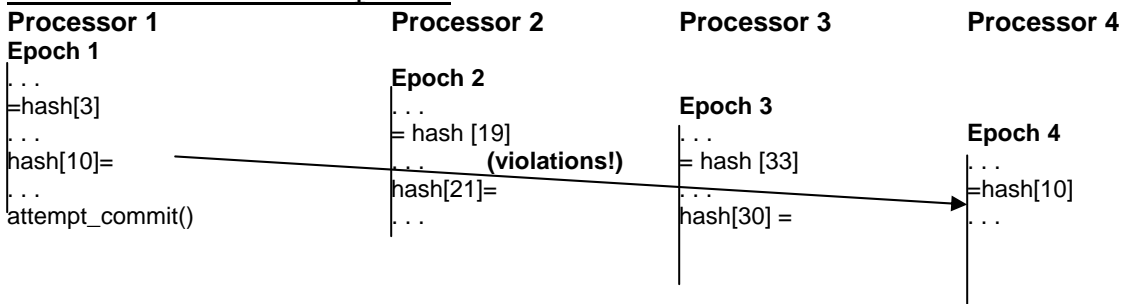 Processor 1 Processor 2 Processor 3 Processor 4
Epoch 1
. . .
=hash[3]
. . .
hash[10]=
. . .
attempt_commit()
Epoch 2
. . .
= hash [19]
. . . (violations!)
hash[21]=
. . .
Epoch 3
. . .
= hash [33]
. . .
hash[30] =
Epoch 4
. . .
=hash[10]
. . .